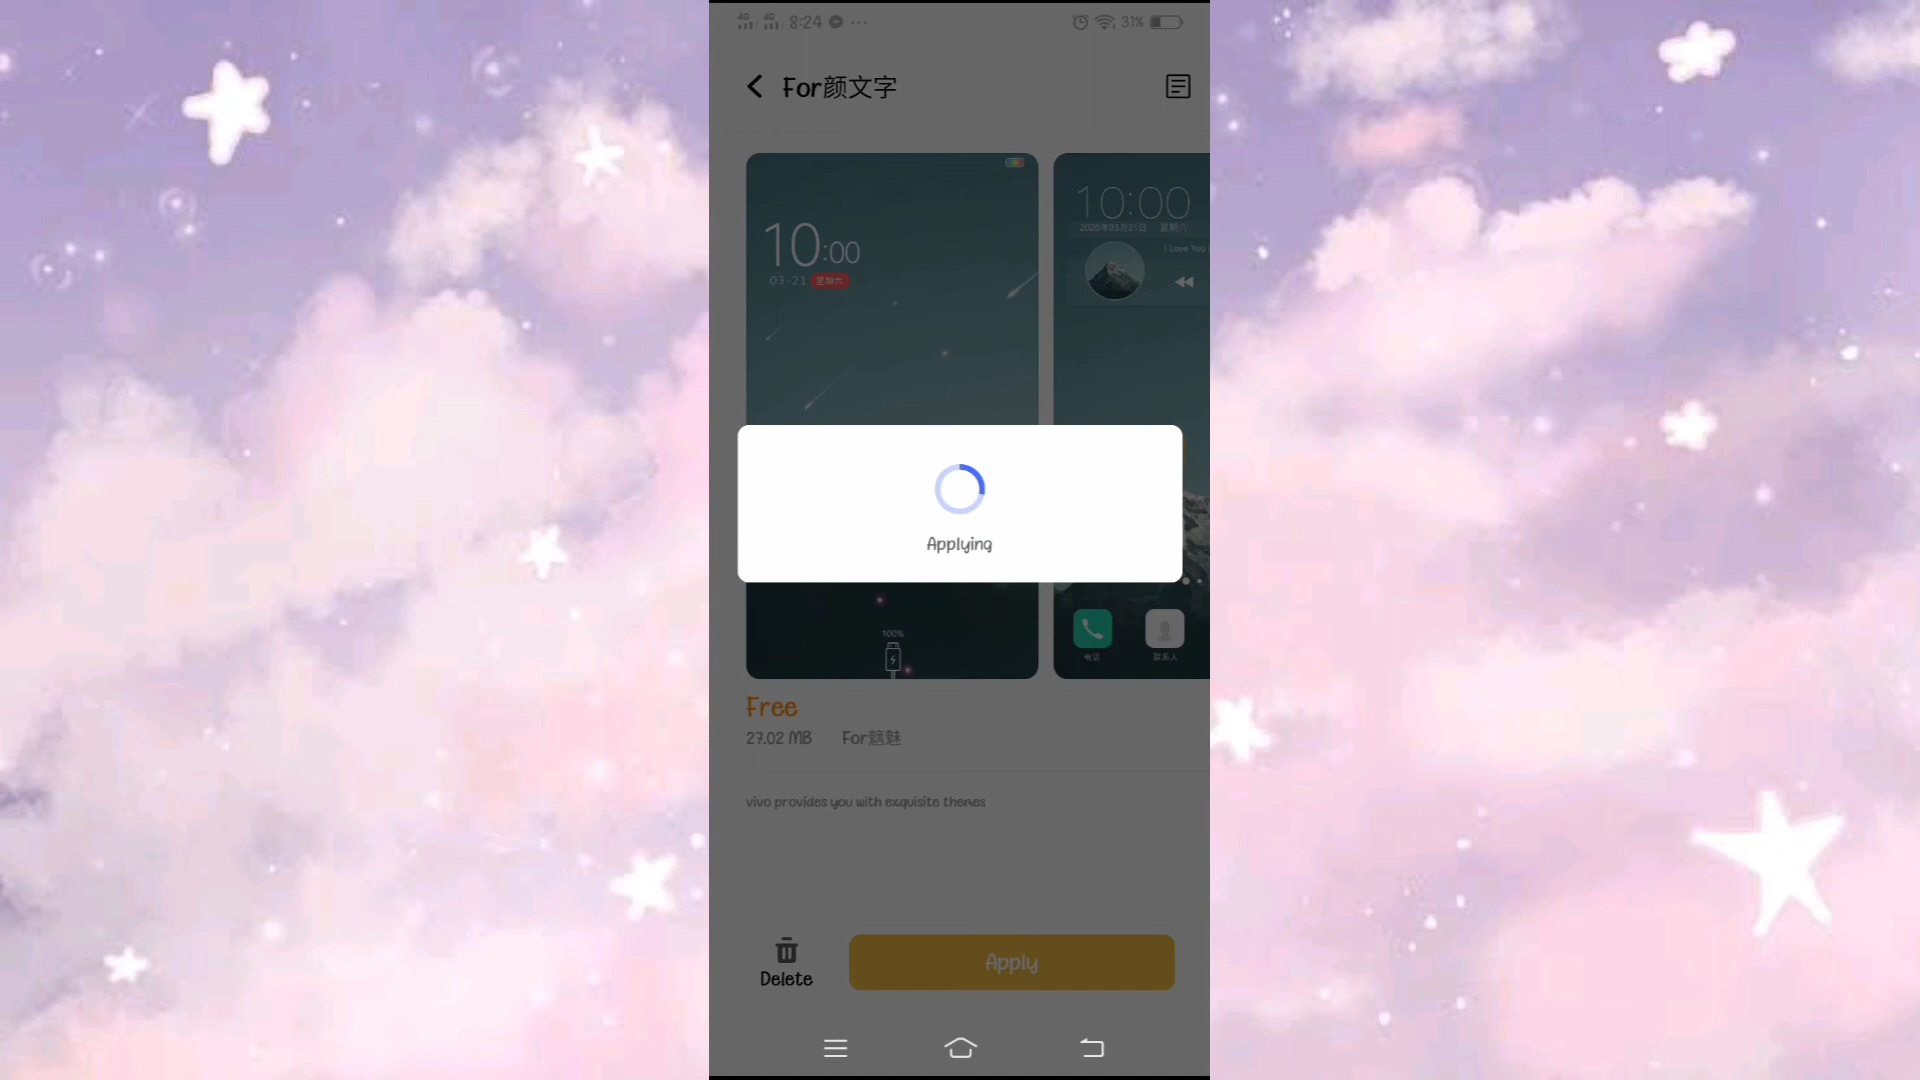 4G 4G 8:24 ... 31%
For颜文字
10:00
03-21 星期六
10:00
2020年03月21日 星期六
I Love You
Applying
100%
电话 联系人
Free
27.02 MB For魑魅
vivo provides you with exquisite themes
Delete
Apply